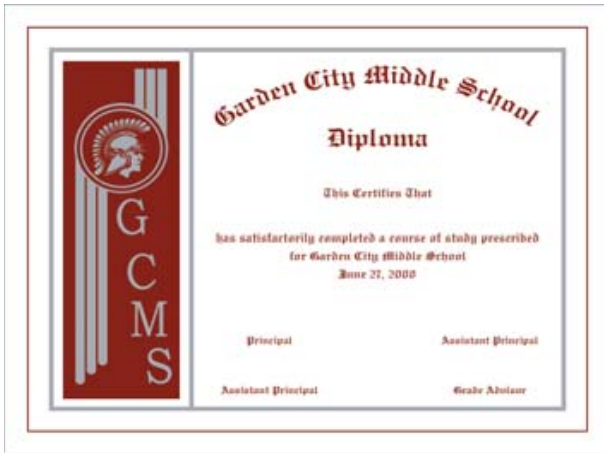 G
C
M
S
Garden City Middle School
Diploma
This Certifies That
has satisfactorily completed a course of study prescribed
for Garden City Middle School
June 27, 2000
Principal
Assistant Principal
Assistant Principal
Grade Advisor